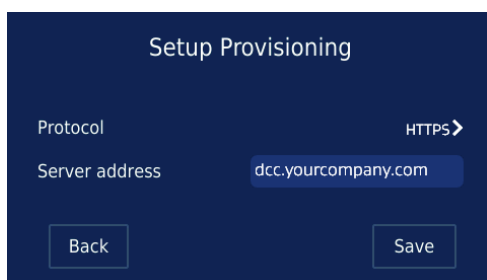 Setup Provisioning
Protocol HTTPS
Server address dcc.yourcompany.com
Back Save